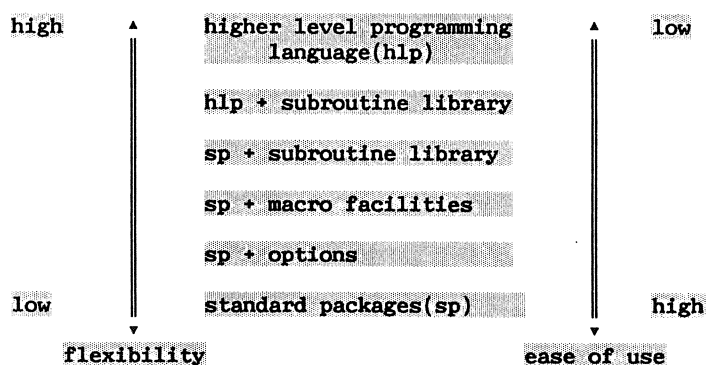 high higher level programming low
language(hlp)
hlp + subroutine library
sp + subroutine library
sp + macro facilities
sp + options
low standard packages(sp) high
flexibility ease of use